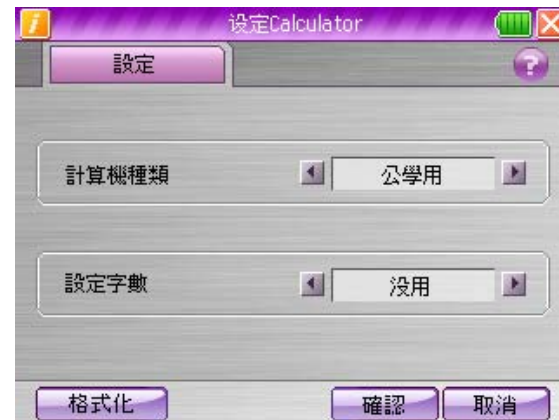 设定Calculator
設定
?
計算機種類 公學用
設定字數 没用
格式化 確認 取消